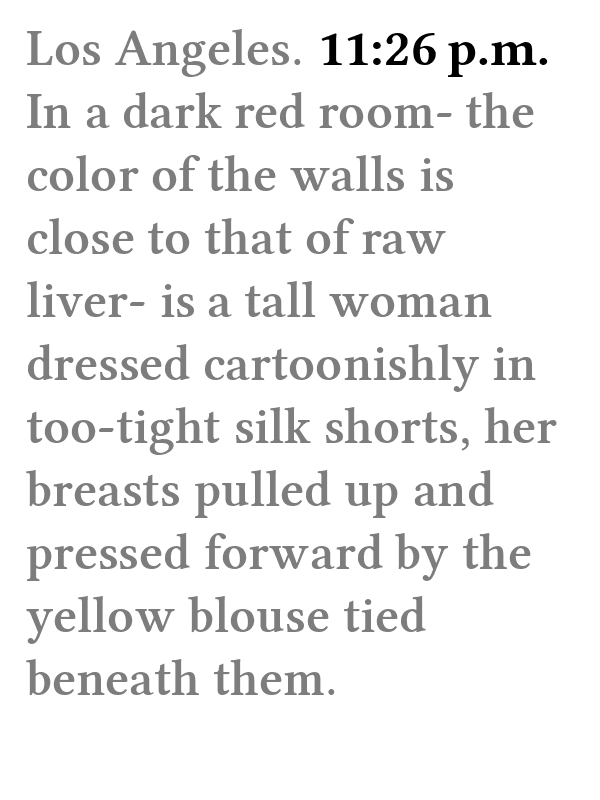 Los Angeles. 11:26 p.m.
In a dark red room- the
color of the walls is
close to that of raw
liver- is a tall woman
dressed cartoonishly in
too-tight silk shorts, her
breasts pulled up and
pressed forward by the
yellow blouse tied
beneath them.